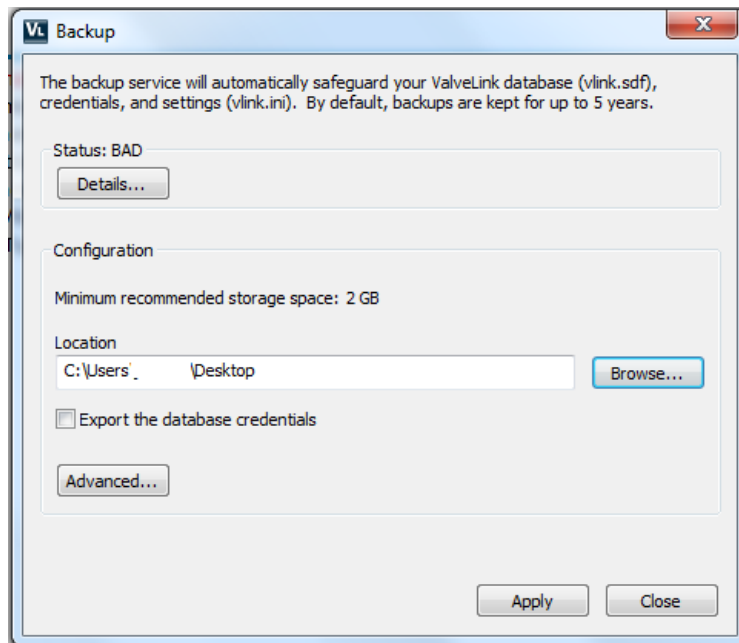 VL Backup
The backup service will automatically safeguard your ValveLink database (vlink.sdf),
credentials, and settings (vlink.ini). By default, backups are kept for up to 5 years.
Status: BAD
Details...
Configuration
Minimum recommended storage space: 2 GB
Location
C:\Users\ \Desktop
Browse...
Export the database credentials
Advanced...
Apply Close